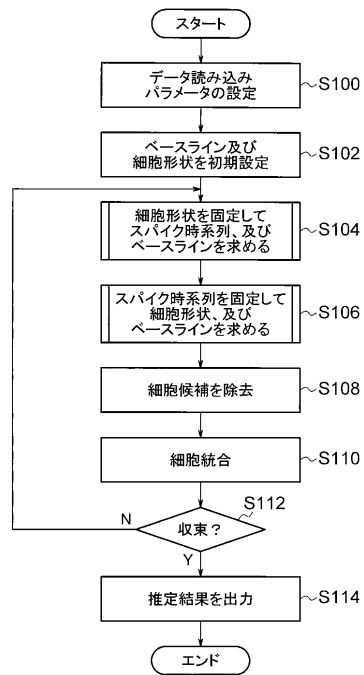 スタート
データ読み込み
パラメータの設定
S100
ベースライン及び
細胞形状を初期設定
S102
細胞形状を固定して
スパイク時系列、及び
ベースラインを求める
S104
スパイク時系列を固定して
細胞形状、及び
ベースラインを求める
S106
細胞候補を除去
S108
細胞統合
S110
S112
収束？
N
Y
推定結果を出力
S114
エンド